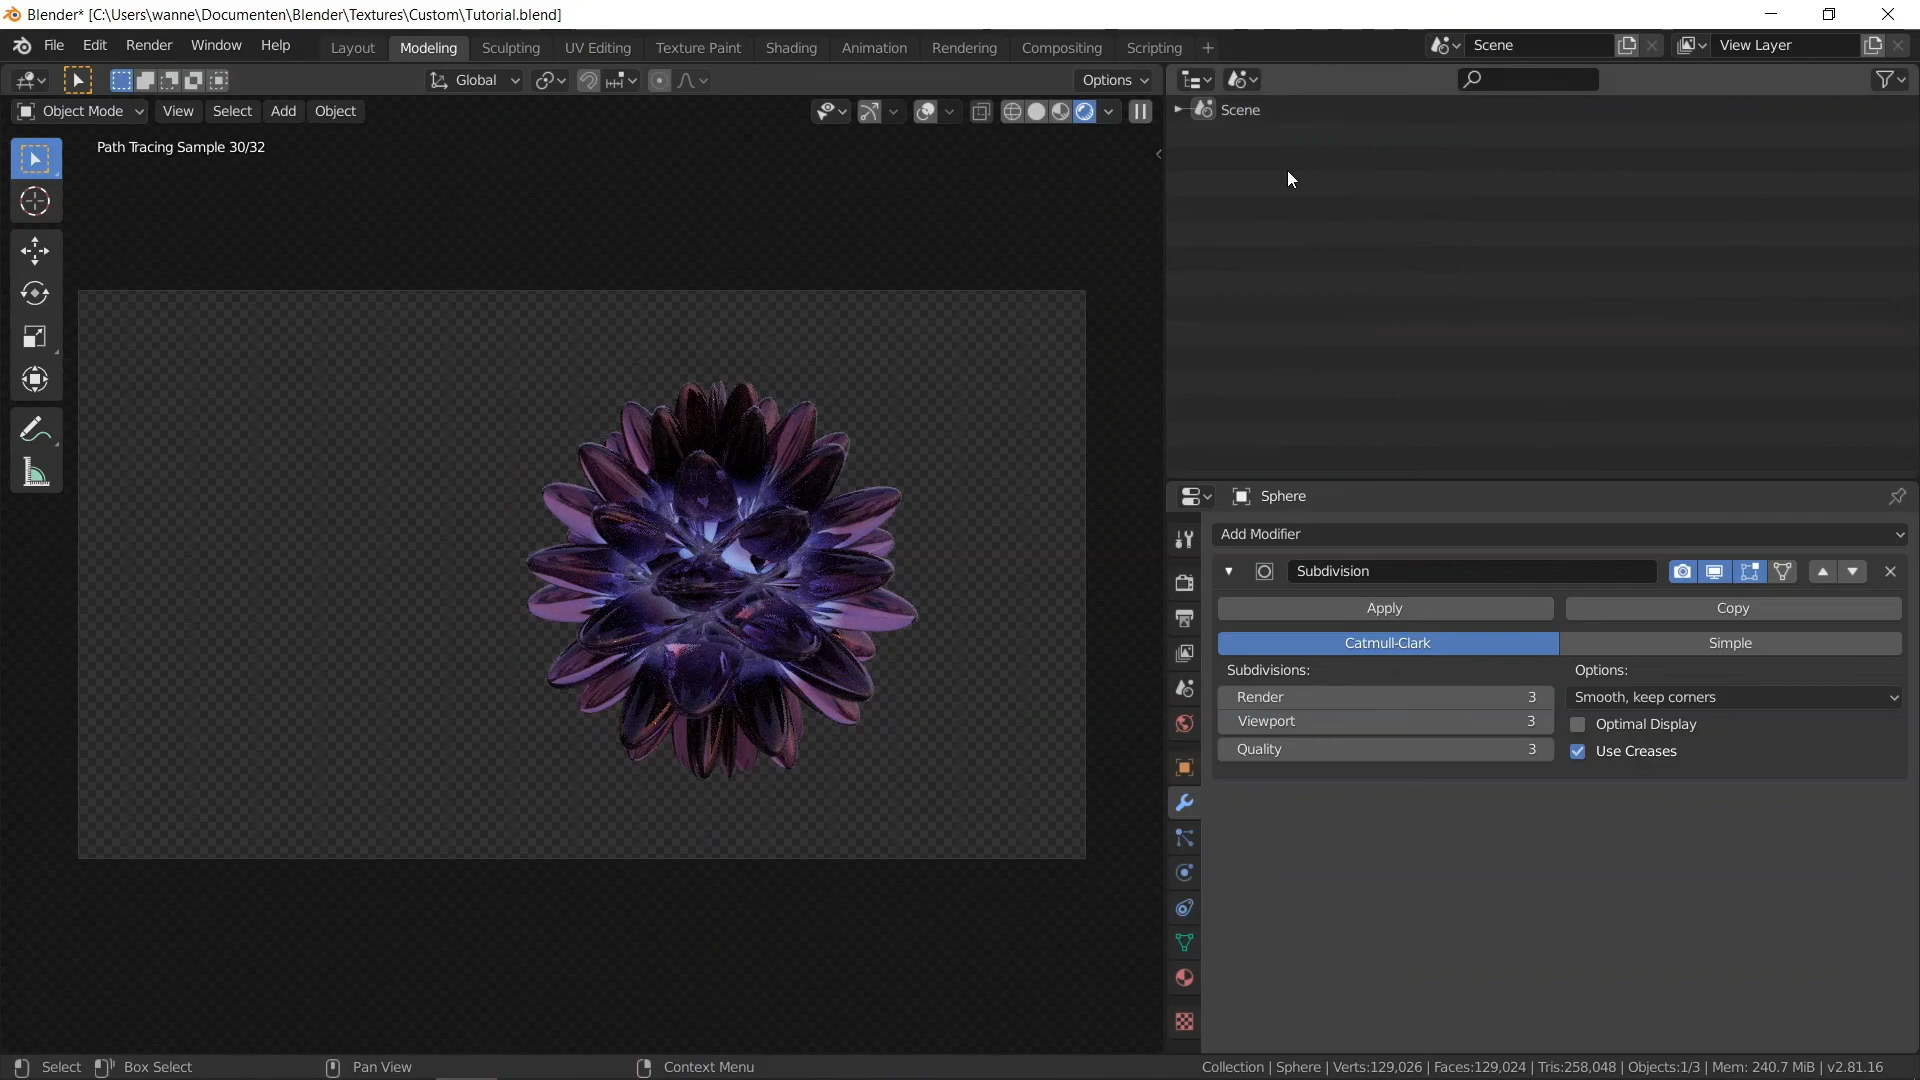 Blender* [C:\Users\wanne\Documenten\Blender\Textures\Custom\Tutorial.blend]
File Edit Render Window Help Layout Modeling Sculpting UV Editing Texture Paint Shading Animation Rendering Compositing Scripting + Scene View Layer
Global Options
Object Mode View Select Add Object
Scene
Path Tracing Sample 30/32
Sphere
Add Modifier
Subdivision
Apply Copy
Catmull-Clark Simple
Subdivisions: Options:
Render 3 Smooth, keep corners
Viewport 3 Optimal Display
Quality 3 Use Creases
Select Box Select Pan View Context Menu Collection | Sphere | Verts:129,026 | Faces:129,024 | Tris:258,048 | Objects:1/3 | Mem: 240.7 MiB | v2.81.16